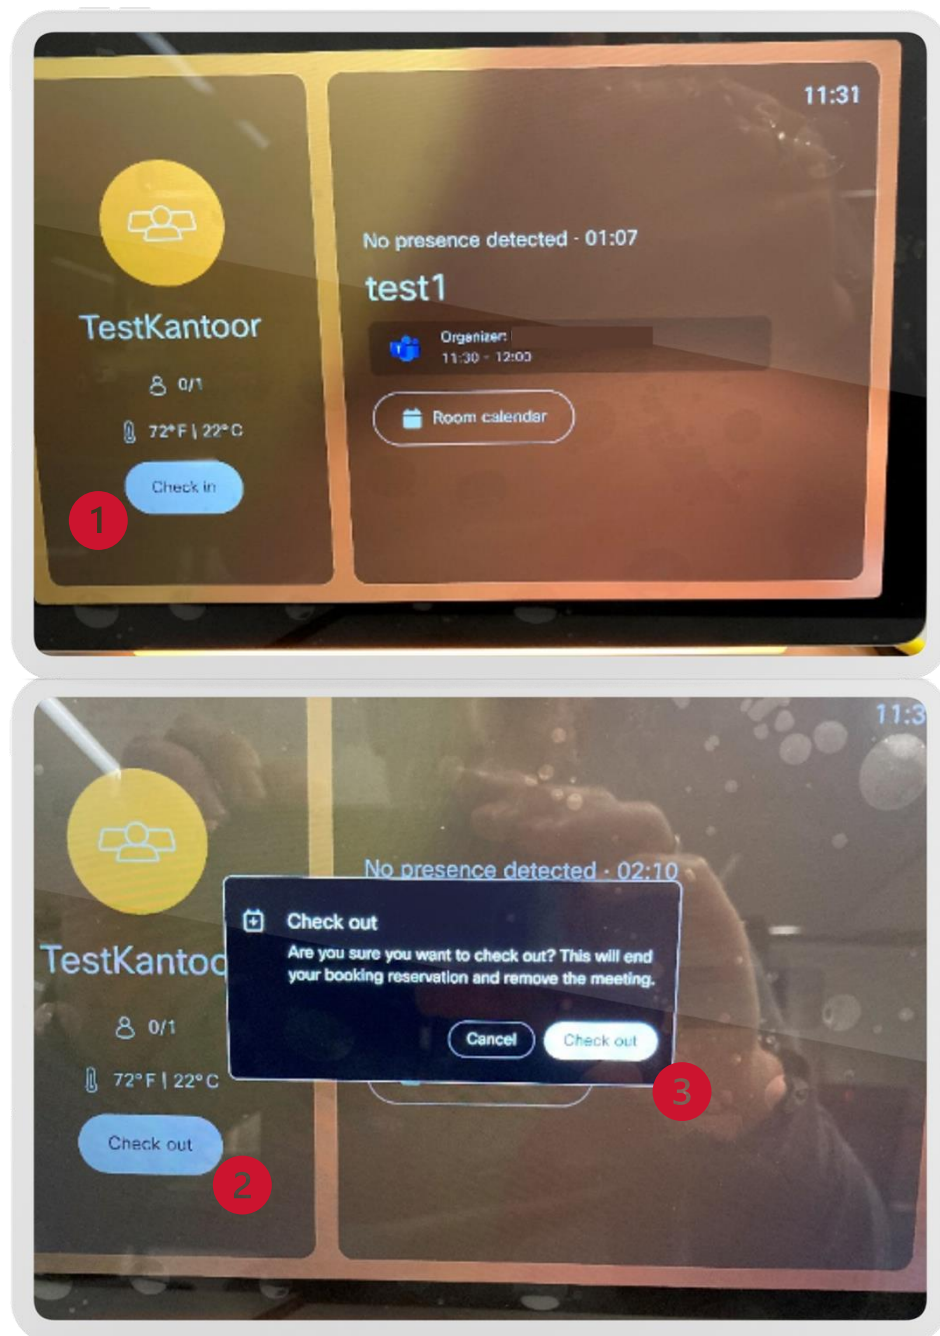 11:31
No presence detected · 01:07
test1
TestKantoor
Organizer:
11:30 - 12:00
0/1
Room calendar
72°F | 22°C
Check in
1
11:3
No presence detected · 02:10
Check out
Are you sure you want to check out? This will end
your booking reservation and remove the meeting.
TestKantoo
0/1
Cancel
Check out
72°F | 22°C
3
Check out
2